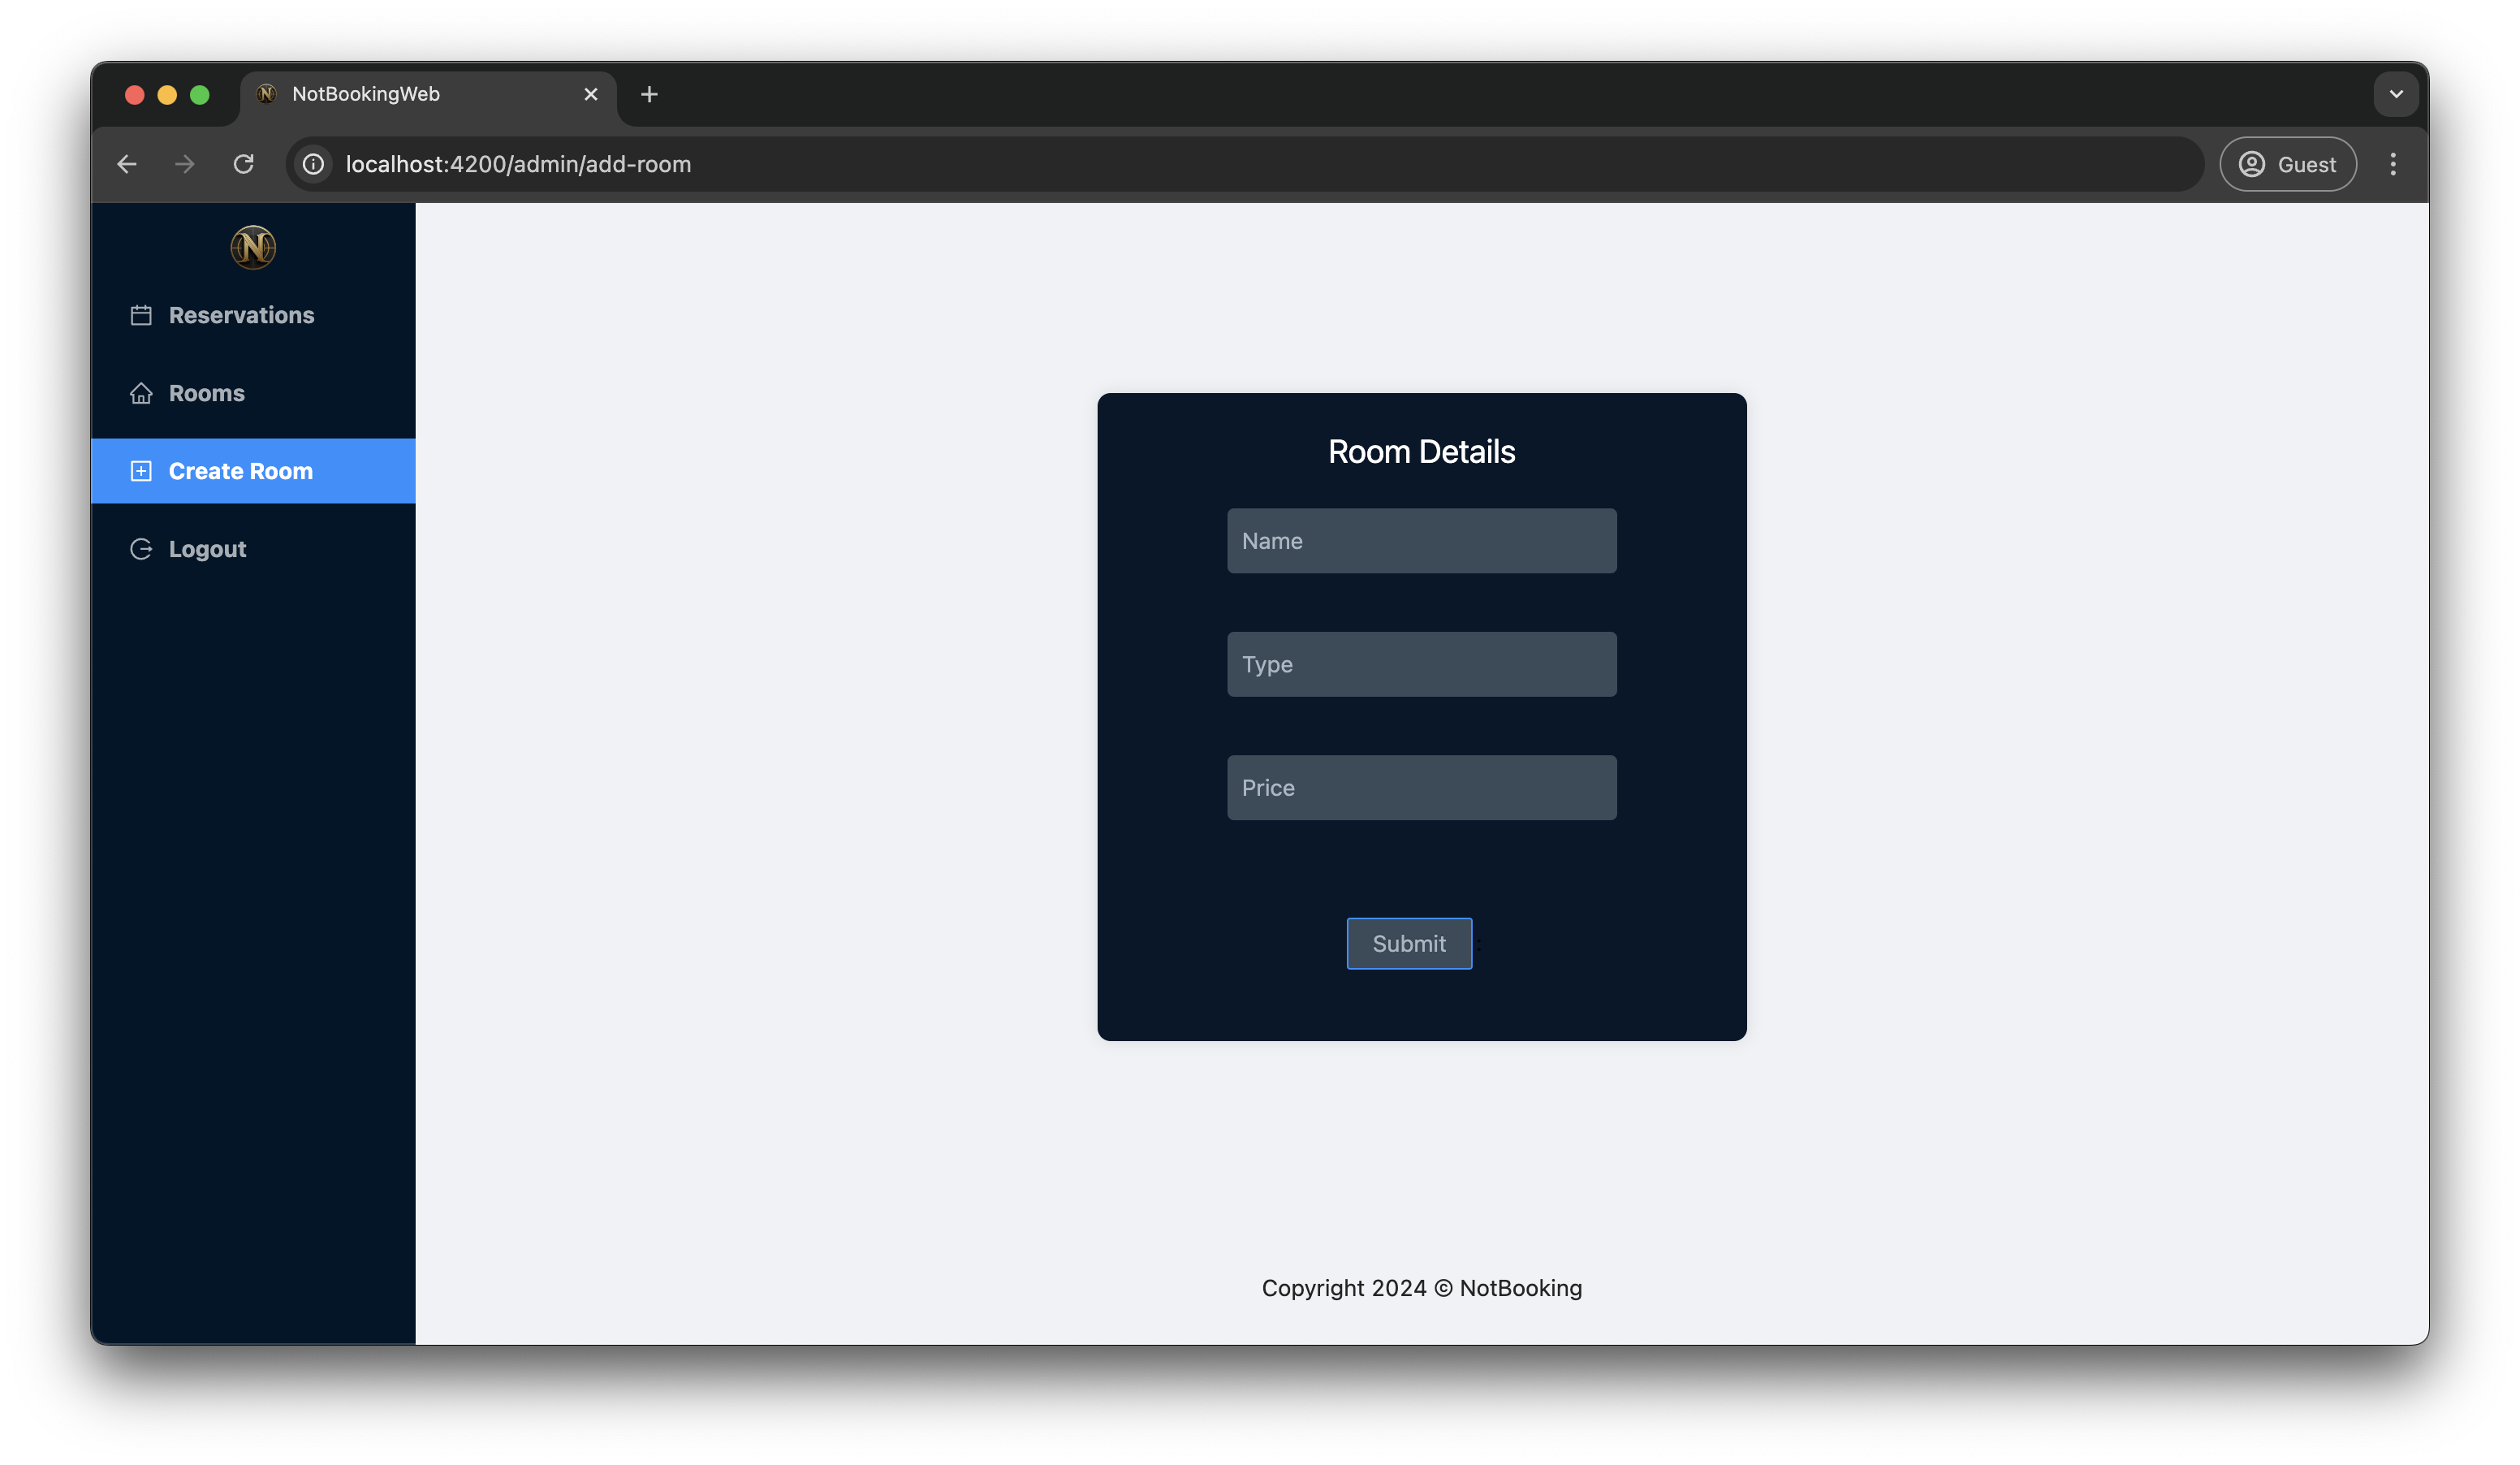 NotBookingWeb
localhost:4200/admin/add-room
Guest
N
Reservations
Rooms
Create Room
Logout
Room Details
Name
Type
Price
Submit :
Copyright 2024 © NotBooking